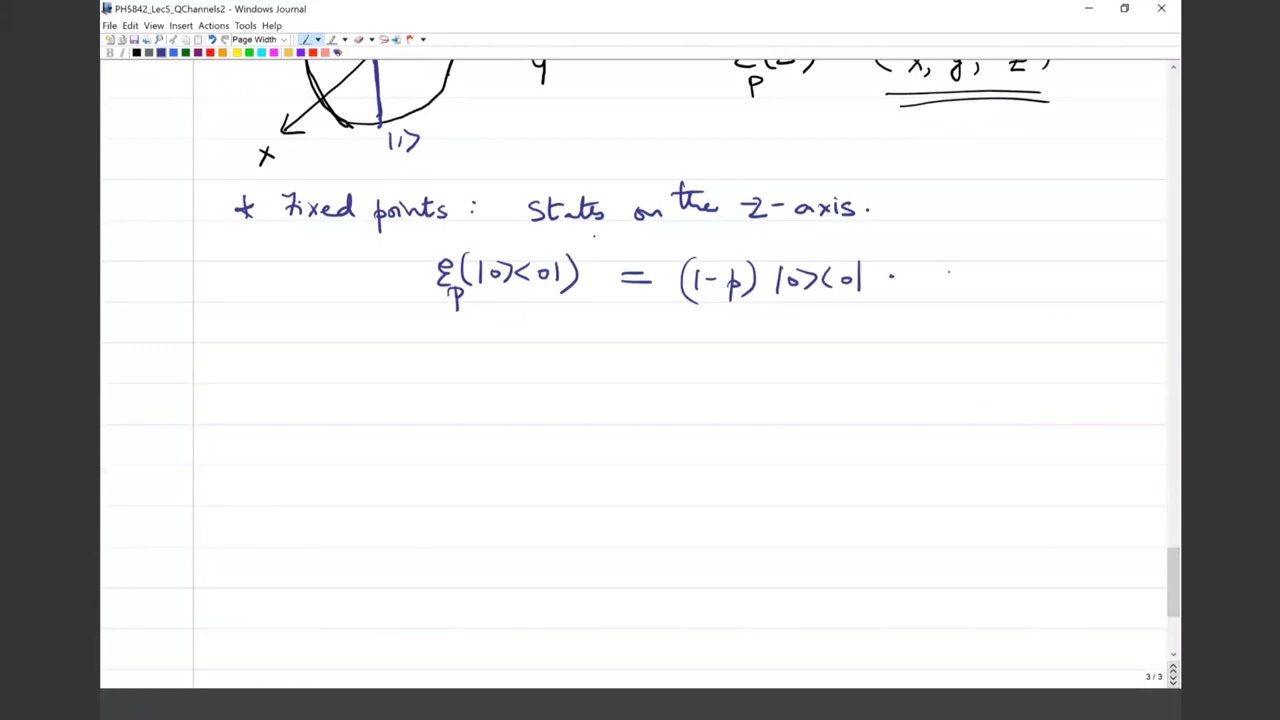 PH5842_Lec5_QChannels2 - Windows Journal
File Edit View Insert Actions Tools Help
Page Width
B I
y
P
(x, y, z)
|1>
x
* Fixed points : States on the z-axis.
ℰp(|0><0|) = (1-p) |0><0|
3 / 3